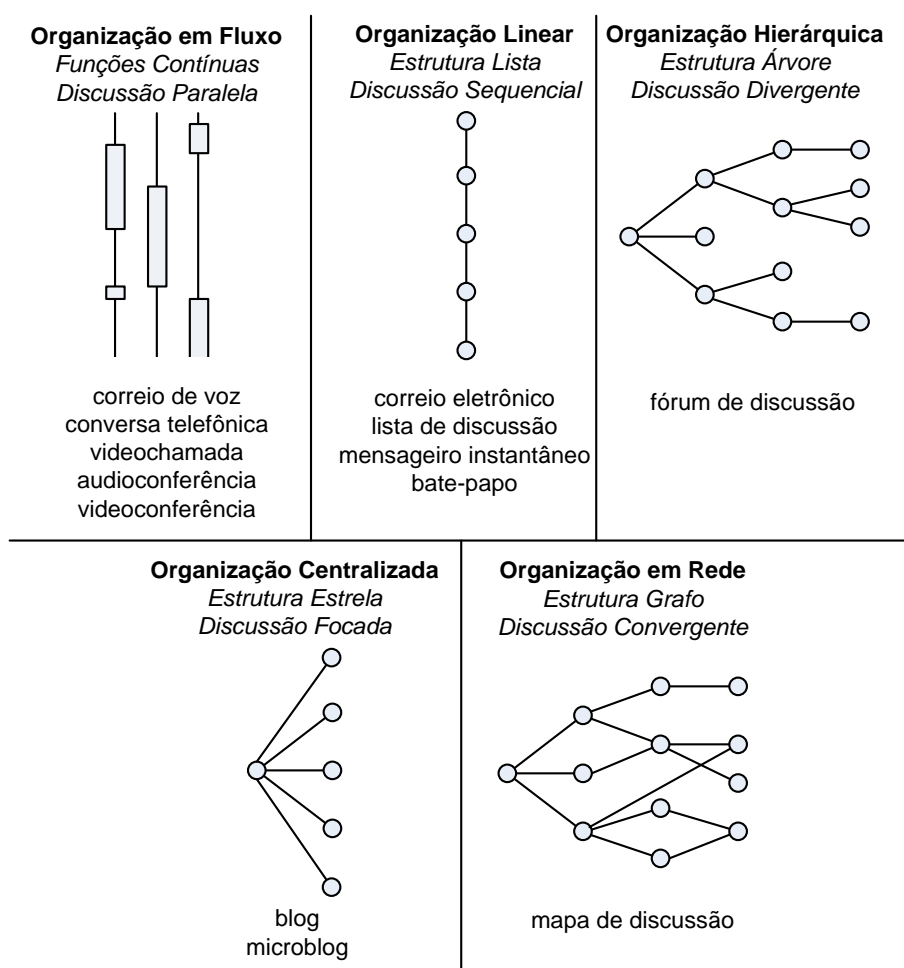 Organização em Fluxo
Funções Contínuas
Discussão Paralela
correio de voz
conversa telefônica
videochamada
audioconferência
videoconferência
Organização Linear
Estrutura Lista
Discussão Sequencial
correio eletrônico
lista de discussão
mensageiro instantâneo
bate-papo
Organização Hierárquica
Estrutura Árvore
Discussão Divergente
fórum de discussão
Organização Centralizada
Estrutura Estrela
Discussão Focada
blog
microblog
Organização em Rede
Estrutura Grafo
Discussão Convergente
mapa de discussão